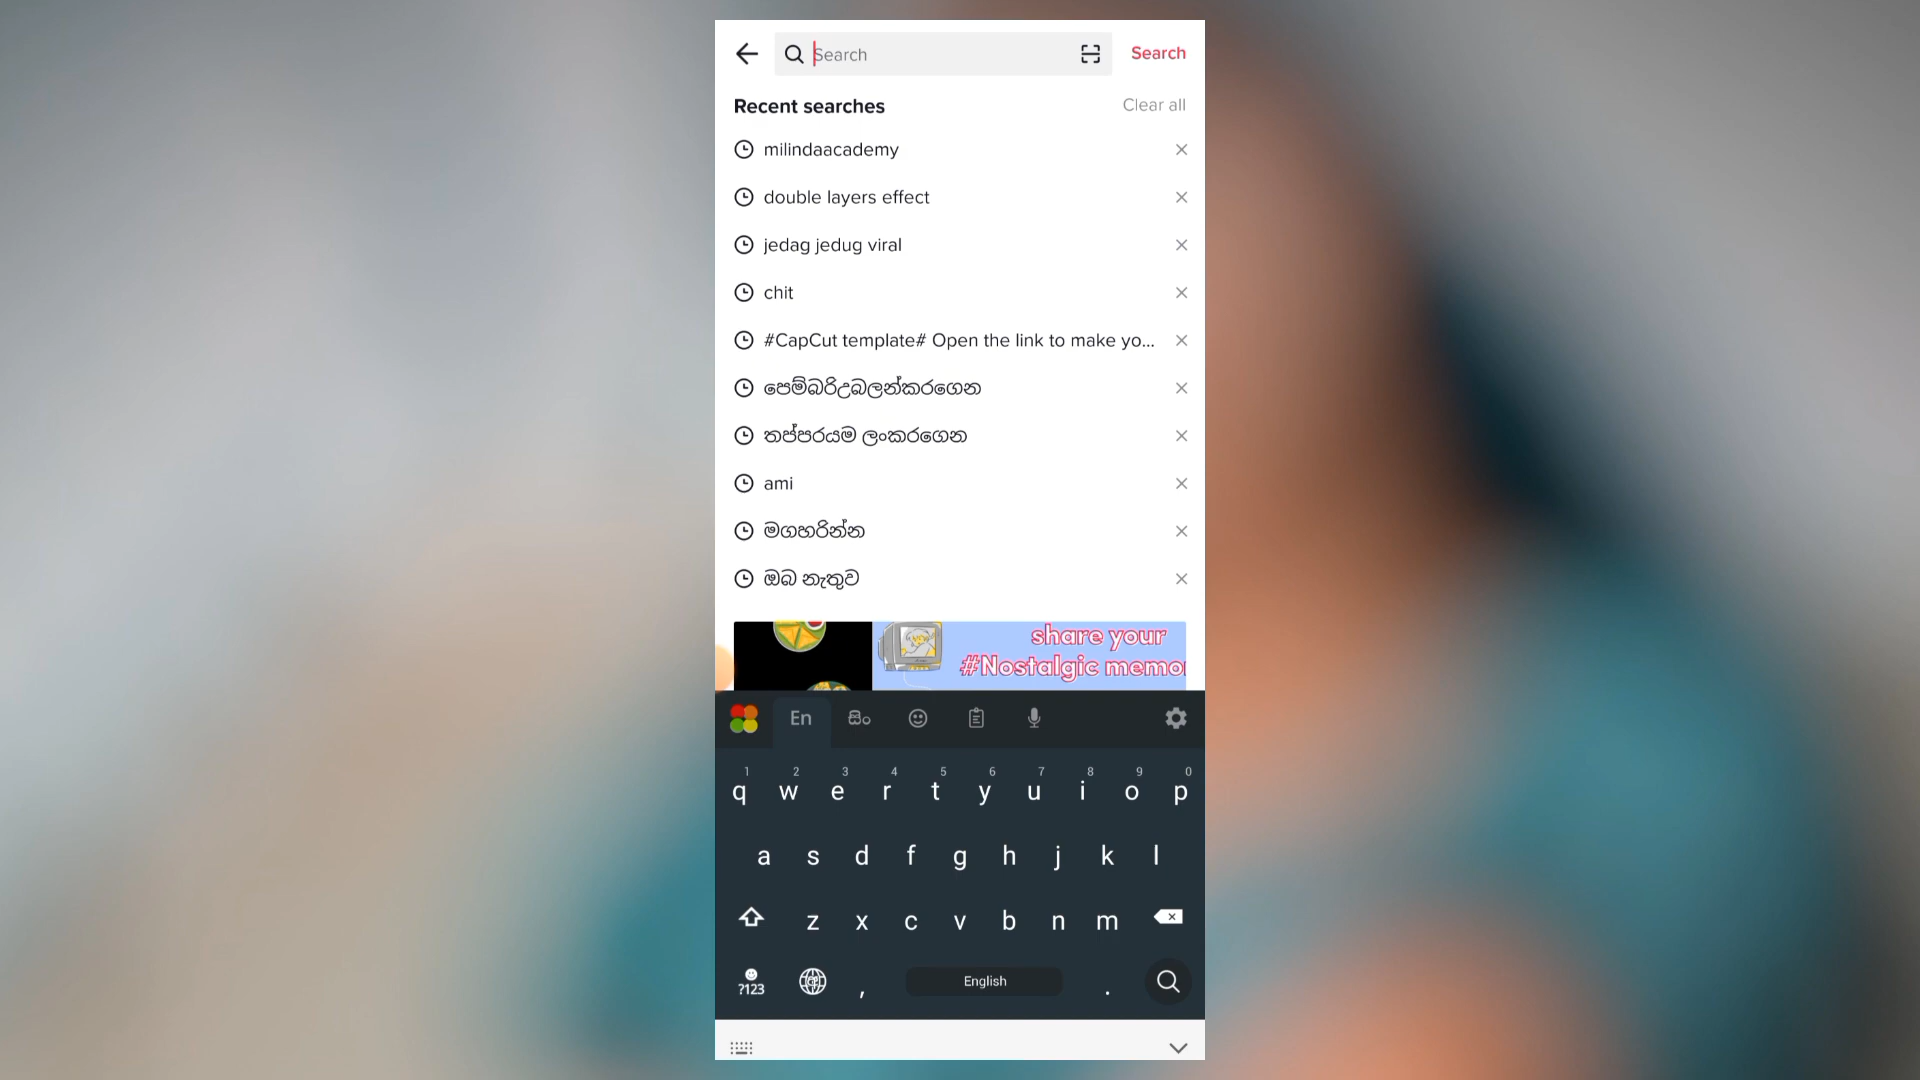 Search
Search
Recent searches
Clear all
milindaacademy
double layers effect
jedag jedug viral
chit
#CapCut template# Open the link to make yo...
පෙම්බරිඋබලන්කරගෙන
තප්පරයම ලංකරගෙන
ami
මගහරින්න
ඔබ නැතුව
share your
#Nostalgic memo
En
සිං
1 2 3 4 5 6 7 8 9 0
q w e r t y u i o p
a s d f g h j k l
z x c v b n m
?123 , English .